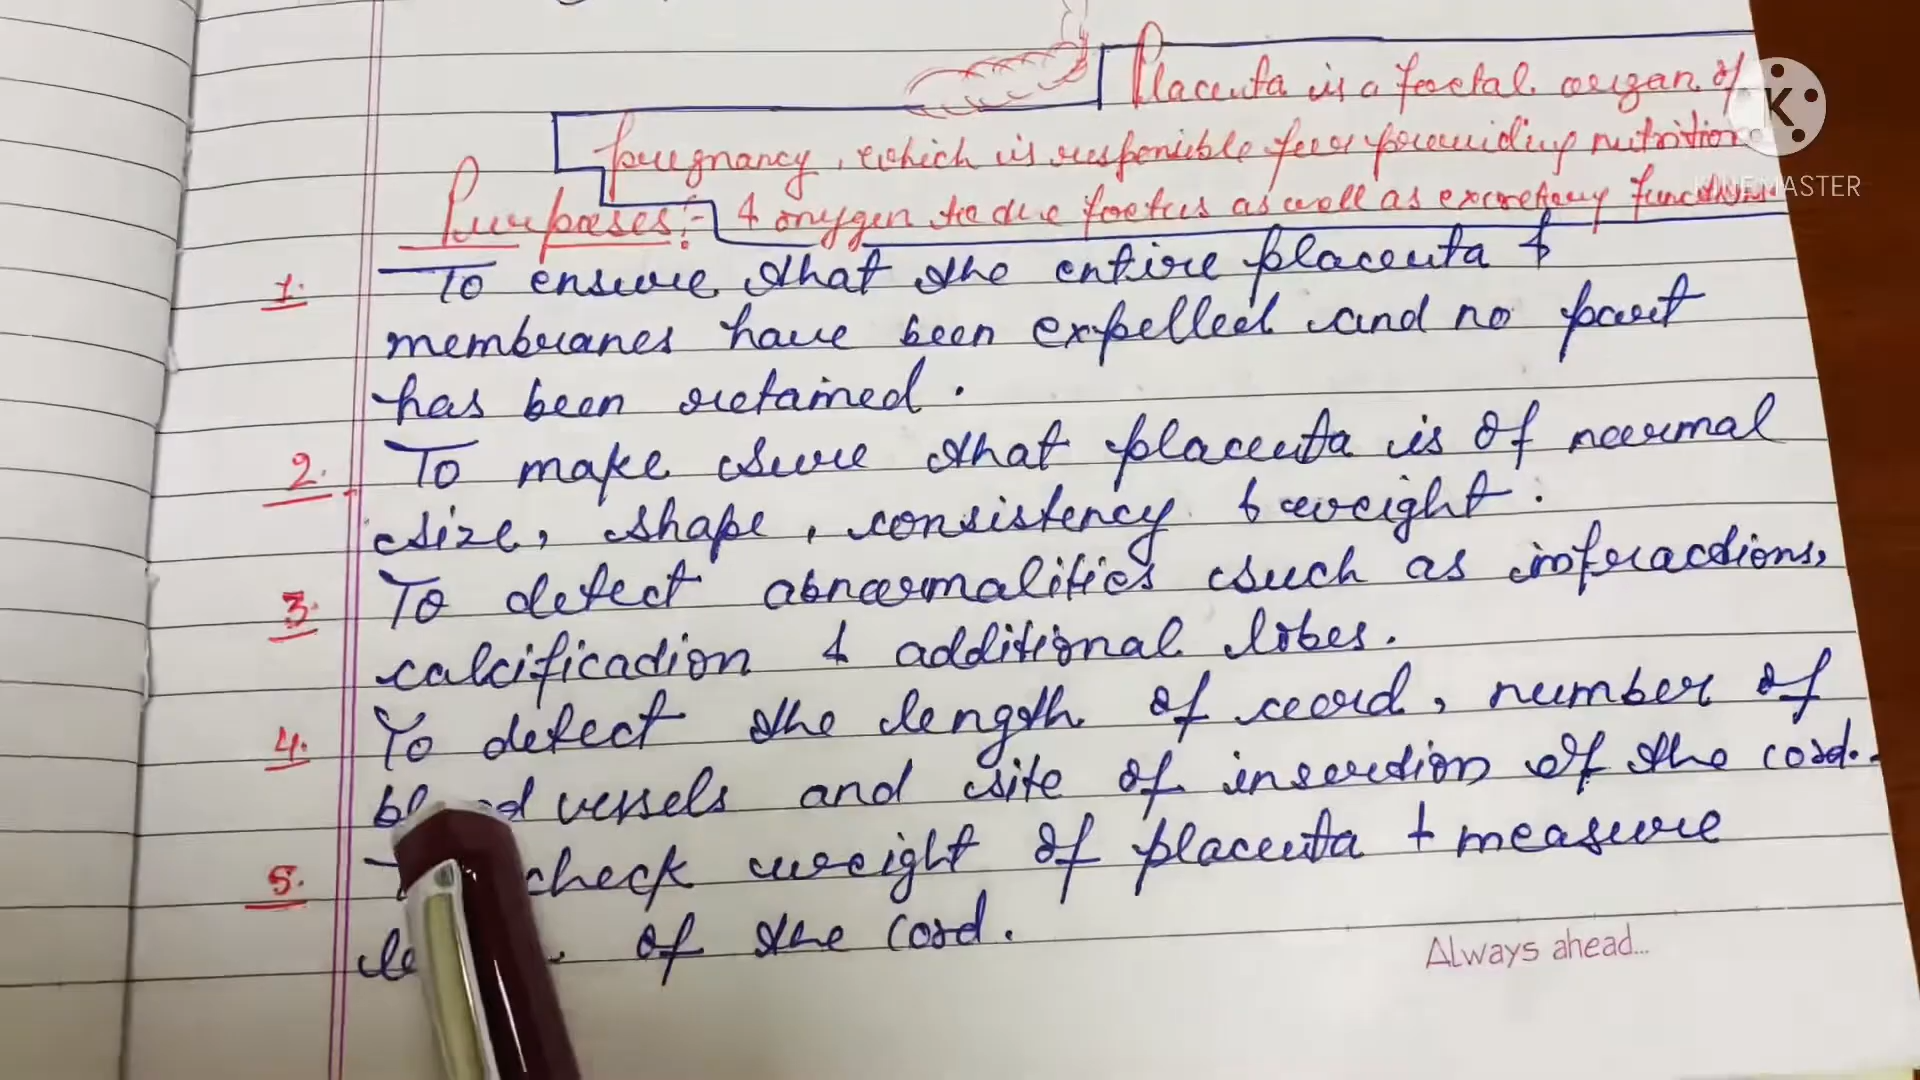 Placenta is a foetal organ of
pregnancy, which is responsible for providing nutrition
Purposes:- & oxygen to the foetus as well as excretory functions
KINEMASTER
1. To ensure that the entire placenta &
membranes have been expelled and no part
has been retained.
2. To make sure that placenta is of normal
size, shape, consistency & weight.
3. To detect abnormalities such as infractions,
calcification & additional lobes.
4. To detect the length of cord, number of
blood vessels and site of insertion of the cord.
5. To check weight of placenta + measure
of the cord.
Always ahead...